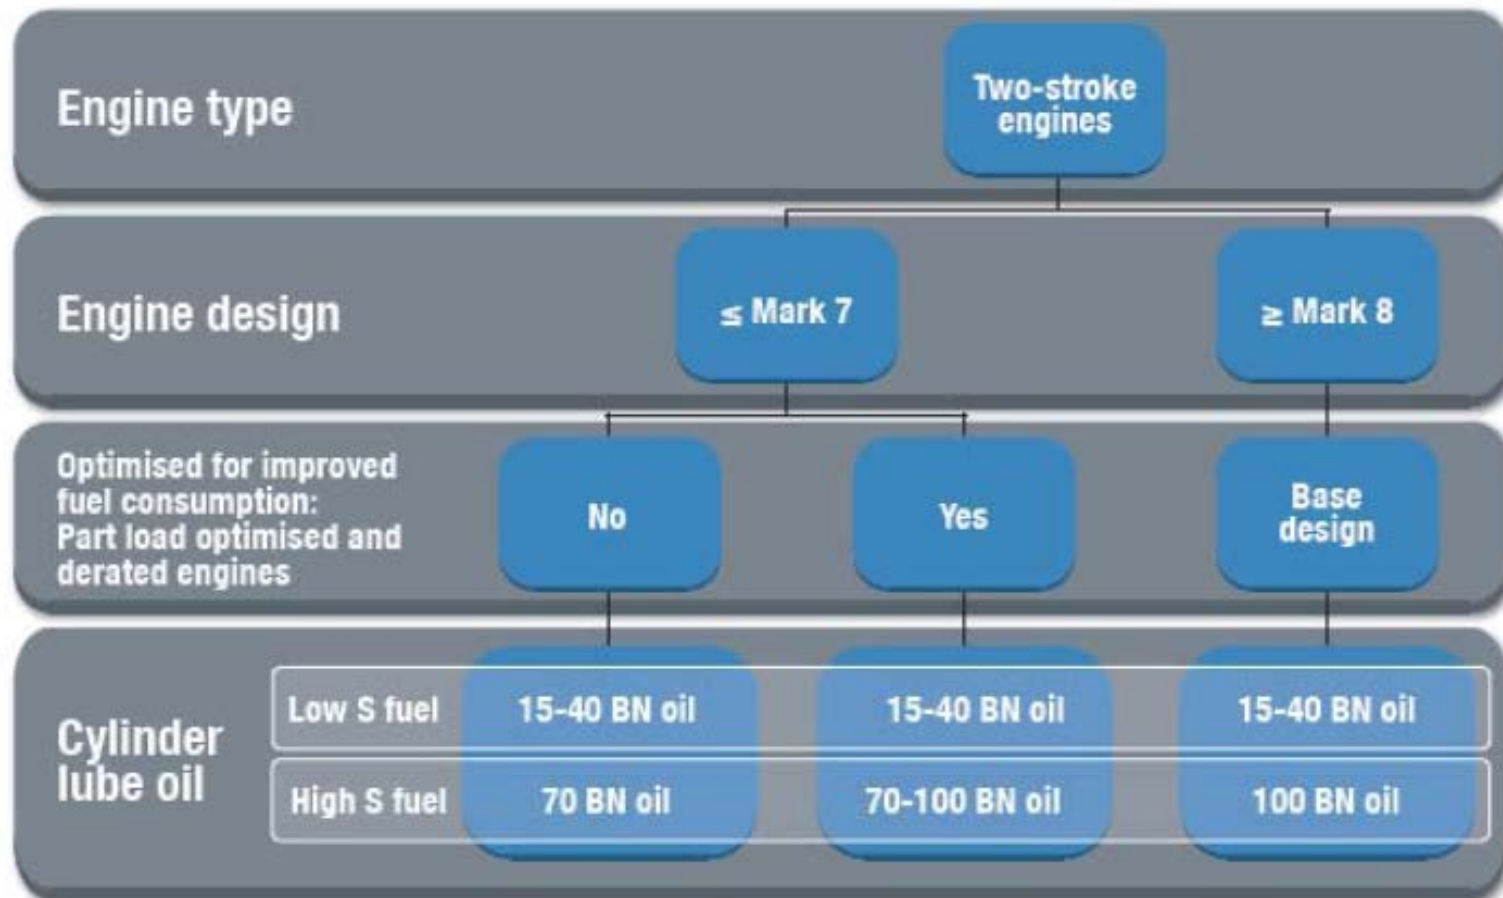 Engine type
Two-stroke
engines
Engine design
≤ Mark 7
≥ Mark 8
Optimised for improved
fuel consumption:
Part load optimised and
derated engines
No
Yes
Base
design
Cylinder
lube oil
Low S fuel
15-40 BN oil
15-40 BN oil
15-40 BN oil
High S fuel
70 BN oil
70-100 BN oil
100 BN oil